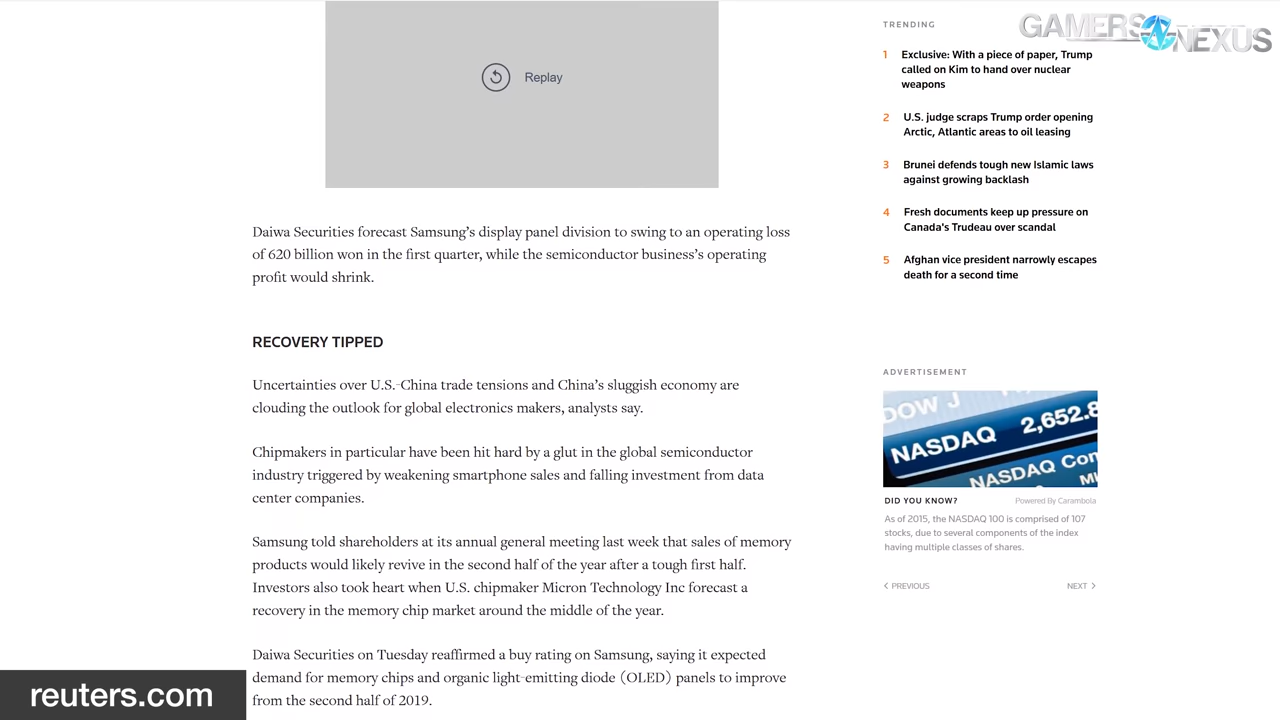 GAMERS NEXUS
Replay
Daiwa Securities forecast Samsung’s display panel division to swing to an operating loss
of 620 billion won in the first quarter, while the semiconductor business’s operating
profit would shrink.
RECOVERY TIPPED
Uncertainties over U.S.-China trade tensions and China’s sluggish economy are
clouding the outlook for global electronics makers, analysts say.
Chipmakers in particular have been hit hard by a glut in the global semiconductor
industry triggered by weakening smartphone sales and falling investment from data
center companies.
Samsung told shareholders at its annual general meeting last week that sales of memory
products would likely revive in the second half of the year after a tough first half.
Investors also took heart when U.S. chipmaker Micron Technology Inc forecast a
recovery in the memory chip market around the middle of the year.
Daiwa Securities on Tuesday reaffirmed a buy rating on Samsung, saying it expected
demand for memory chips and organic light-emitting diode (OLED) panels to improve
from the second half of 2019.
reuters.com
TRENDING
1 Exclusive: With a piece of paper, Trump
called on Kim to hand over nuclear
weapons
2 U.S. judge scraps Trump order opening
Arctic, Atlantic areas to oil leasing
3 Brunei defends tough new Islamic laws
against growing backlash
4 Fresh documents keep up pressure on
Canada's Trudeau over scandal
5 Afghan vice president narrowly escapes
death for a second time
ADVERTISEMENT
DOW J
NASDAQ 2,652.8
NASDAQ Con
DID YOU KNOW? Powered By Carambola
As of 2015, the NASDAQ 100 is comprised of 107
stocks, due to several components of the index
having multiple classes of shares.
PREVIOUS NEXT